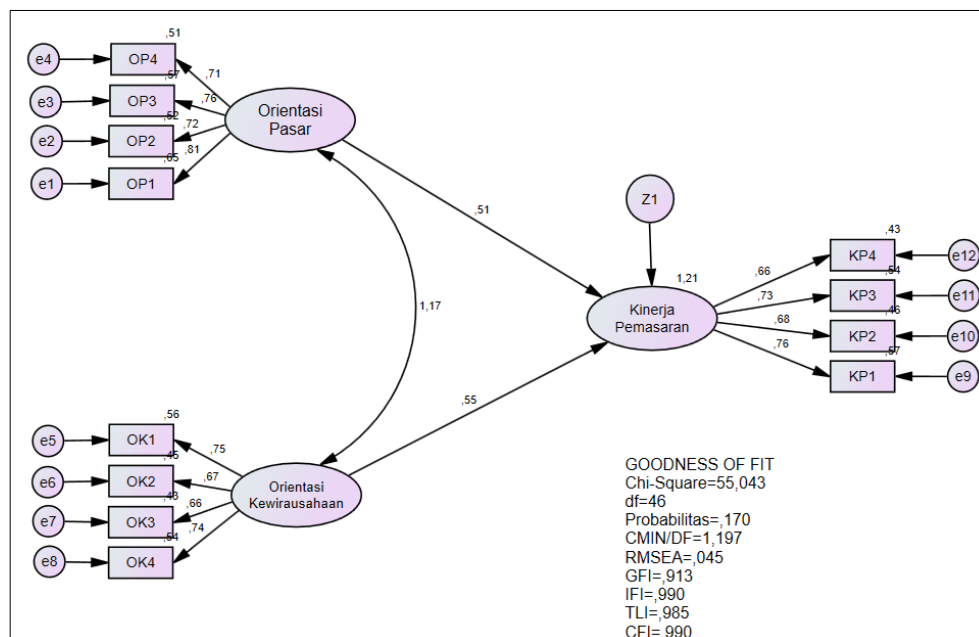 ,51
e4
OP4
,71
,57
e3
OP3
,76
,52
e2
OP2
,72
,65
e1
OP1
,81
Orientasi
Pasar
,51
Z1
1,17
1,21
Kinerja
Pemasaran
,55
,43
,66
KP4
e12
,54
,73
KP3
e11
,46
,68
KP2
e10
,57
,76
KP1
e9
,56
e5
OK1
,75
,45
e6
OK2
,67
,43
e7
OK3
,66
,54
e8
OK4
,74
Orientasi
Kewirausahaan
GOODNESS OF FIT
Chi-Square=55,043
df=46
Probabilitas=,170
CMIN/DF=1,197
RMSEA=,045
GFI=,913
IFI=,990
TLI=,985
CFI=,990